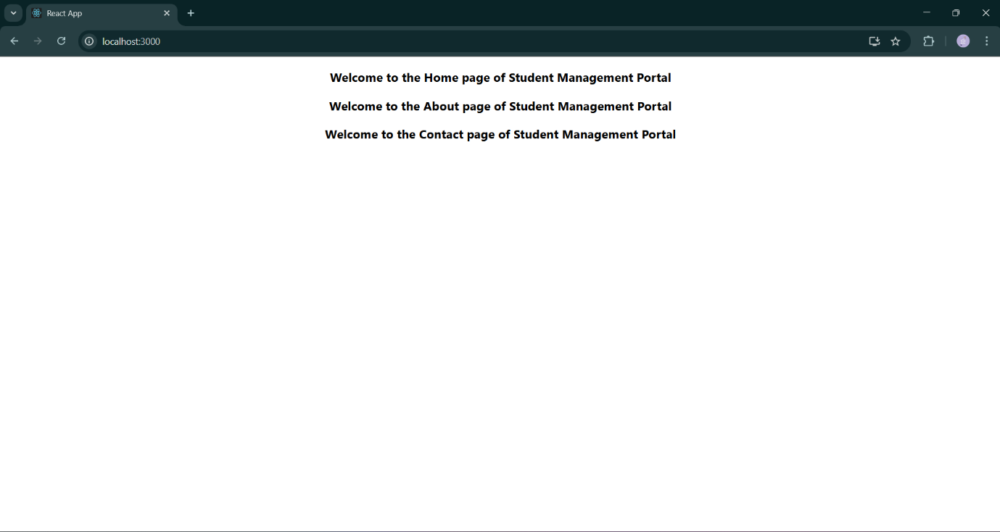 React App
localhost:3000
Welcome to the Home page of Student Management Portal
Welcome to the About page of Student Management Portal
Welcome to the Contact page of Student Management Portal